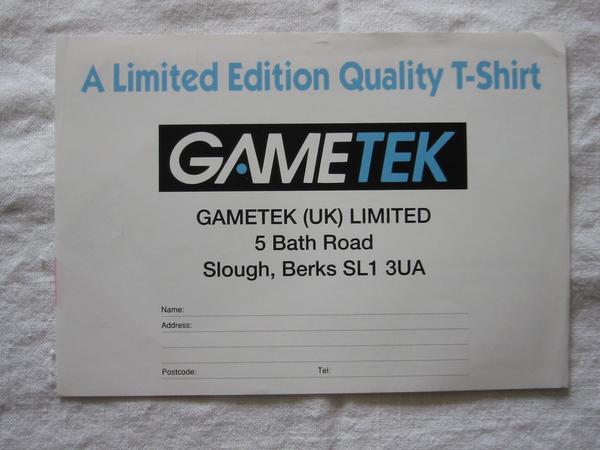 A Limited Edition Quality T-Shirt
GAMETEK
GAMETEK (UK) LIMITED
5 Bath Road
Slough, Berks SL1 3UA
Name:
Address:
Postcode: Tel: